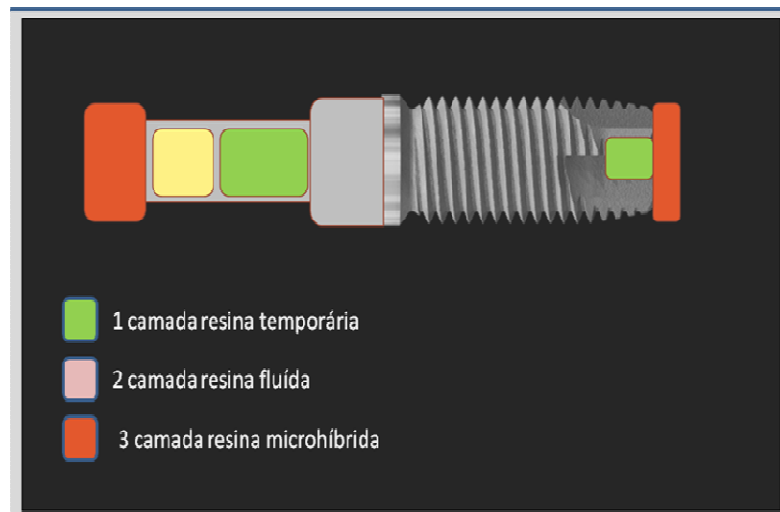 1 camada resina temporária
2 camada resina fluída
3 camada resina microhíbrida